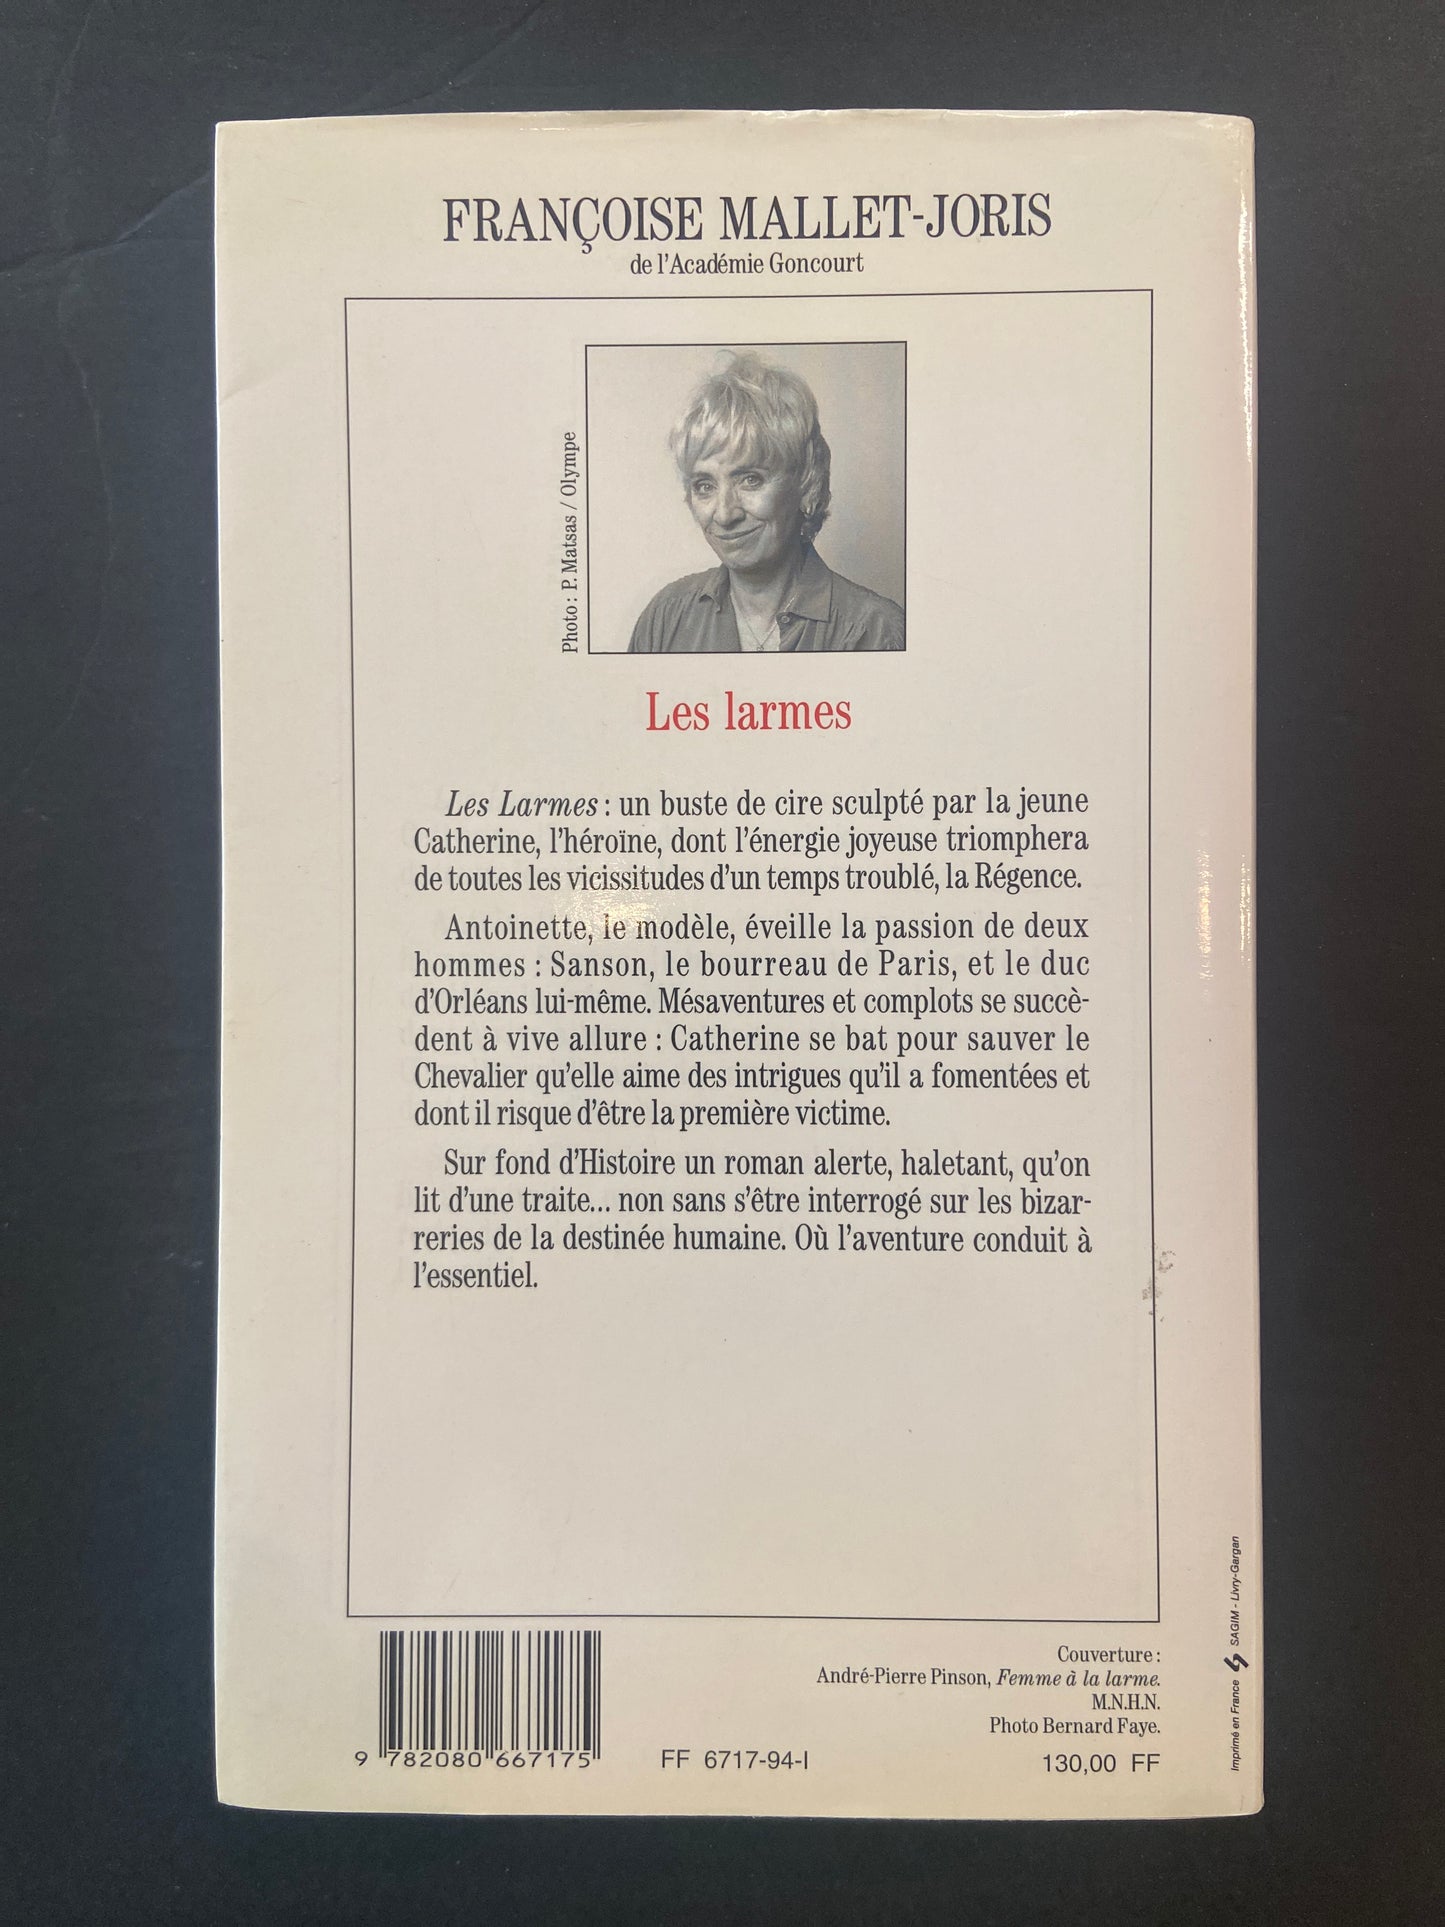 FRANÇOISE MALLET-JORIS
de l'Académie Goncourt
Photo : P. Matsas / Olympe
Les larmes
Les Larmes : un buste de cire sculpté par la jeune
Catherine, l'héroïne, dont l'énergie joyeuse triomphera
de toutes les vicissitudes d'un temps troublé, la Régence.
Antoinette, le modèle, éveille la passion de deux
hommes : Sanson, le bourreau de Paris, et le duc
d'Orléans lui-même. Mésaventures et complots se succè-
dent à vive allure : Catherine se bat pour sauver le
Chevalier qu'elle aime des intrigues qu'il a fomentées et
dont il risque d'être la première victime.
Sur fond d'Histoire un roman alerte, haletant, qu'on
lit d'une traite... non sans s'être interrogé sur les bizar-
reries de la destinée humaine. Où l'aventure conduit à
l'essentiel.
Couverture :
André-Pierre Pinson, Femme à la larme.
M.N.H.N.
Photo Bernard Faye.
9 782080 667175
FF 6717-94-I
130,00 FF
Imprimé en France SAGIM - Livry-Gargan